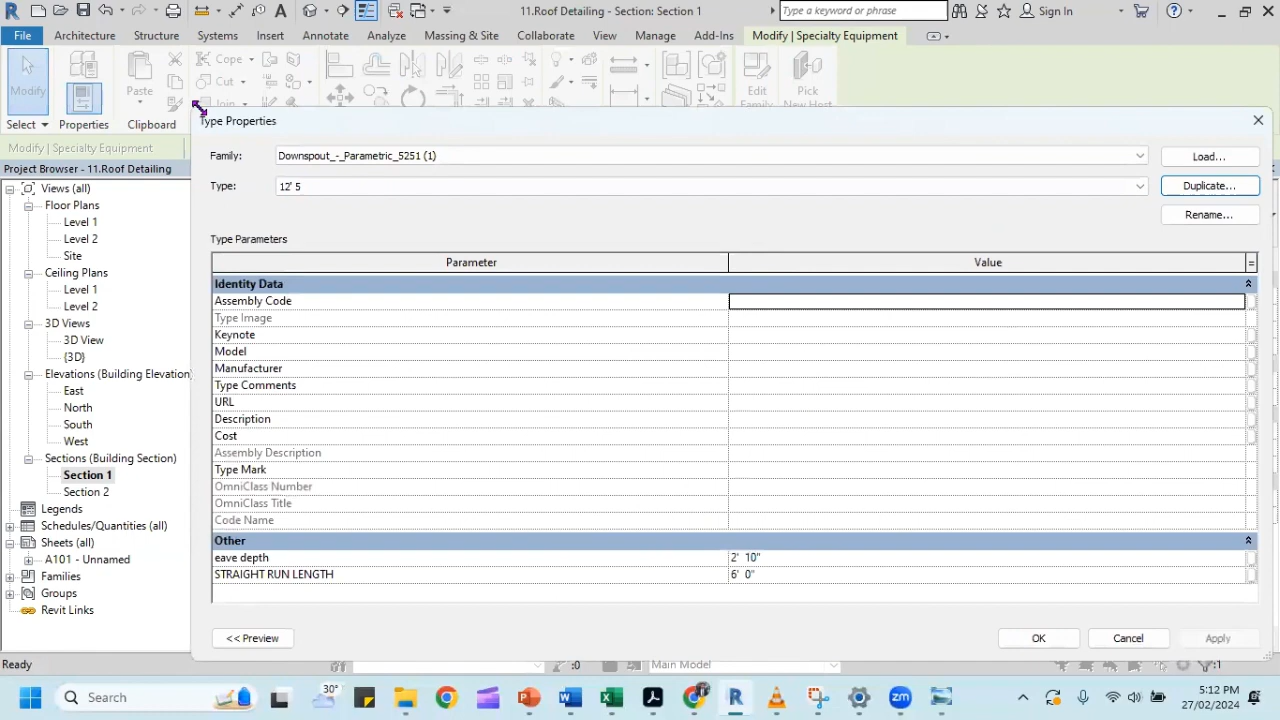 11.Roof Detailing - Section: Section 1
Type a keyword or phrase
Sign In
File Architecture Structure Systems Insert Annotate Analyze Massing & Site Collaborate View Manage Add-Ins Modify | Specialty Equipment
Modify
Select
Properties
Paste
Clipboard
Cope
Cut
Join
Edit
Family
Pick
New Host
Modify | Specialty Equipment
Project Browser - 11.Roof Detailing
Views (all)
Floor Plans
Level 1
Level 2
Site
Ceiling Plans
Level 1
Level 2
3D Views
3D View
{3D}
Elevations (Building Elevation
East
North
South
West
Sections (Building Section)
Section 1
Section 2
Legends
Schedules/Quantities (all)
Sheets (all)
A101 - Unnamed
Families
Groups
Revit Links
Type Properties
Family: Downspout_-_Parametric_5251 (1) Load...
Type: 12' 5 Duplicate...
Rename...
Type Parameters
Parameter Value =
Identity Data
Assembly Code
Type Image
Keynote
Model
Manufacturer
Type Comments
URL
Description
Cost
Assembly Description
Type Mark
OmniClass Number
OmniClass Title
Code Name
Other
eave depth 2' 10"
STRAIGHT RUN LENGTH 6' 0"
<< Preview OK Cancel Apply
Ready :0 Main Model :1
Search 30° 5:12 PM
27/02/2024